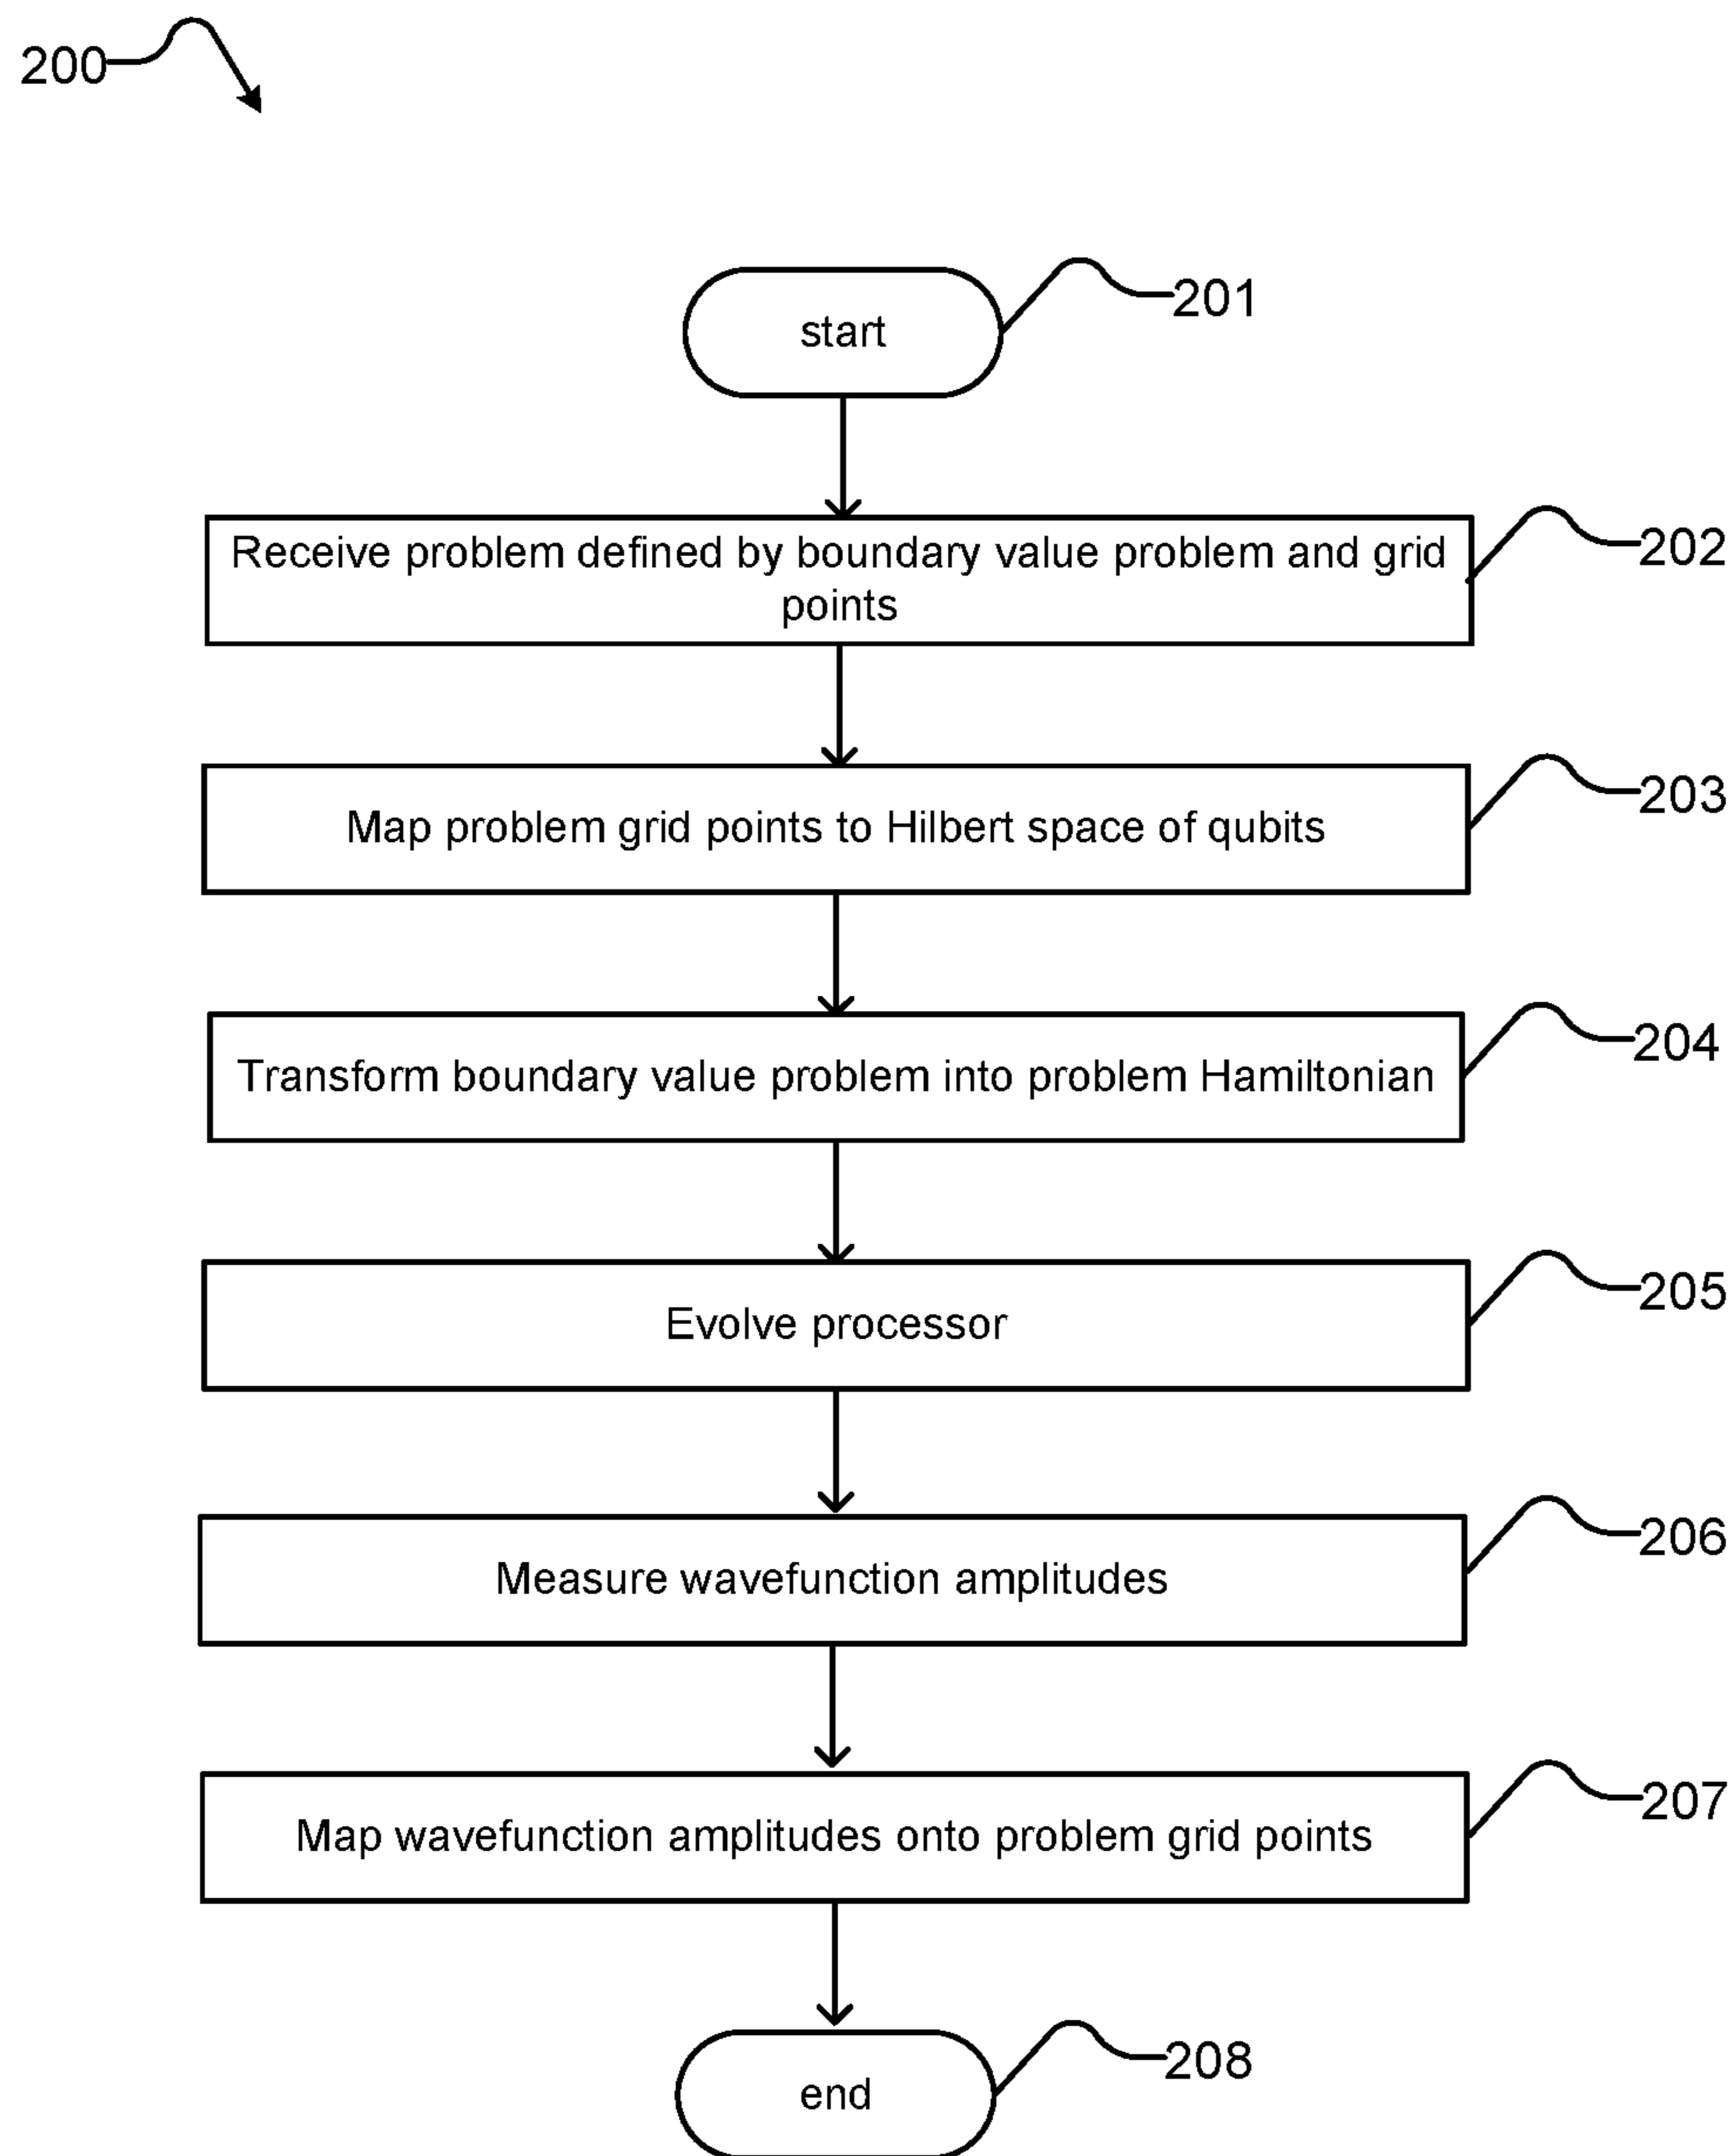 200
start
201
Receive problem defined by boundary value problem and grid
points
202
Map problem grid points to Hilbert space of qubits
203
Transform boundary value problem into problem Hamiltonian
204
Evolve processor
205
Measure wavefunction amplitudes
206
Map wavefunction amplitudes onto problem grid points
207
end
208